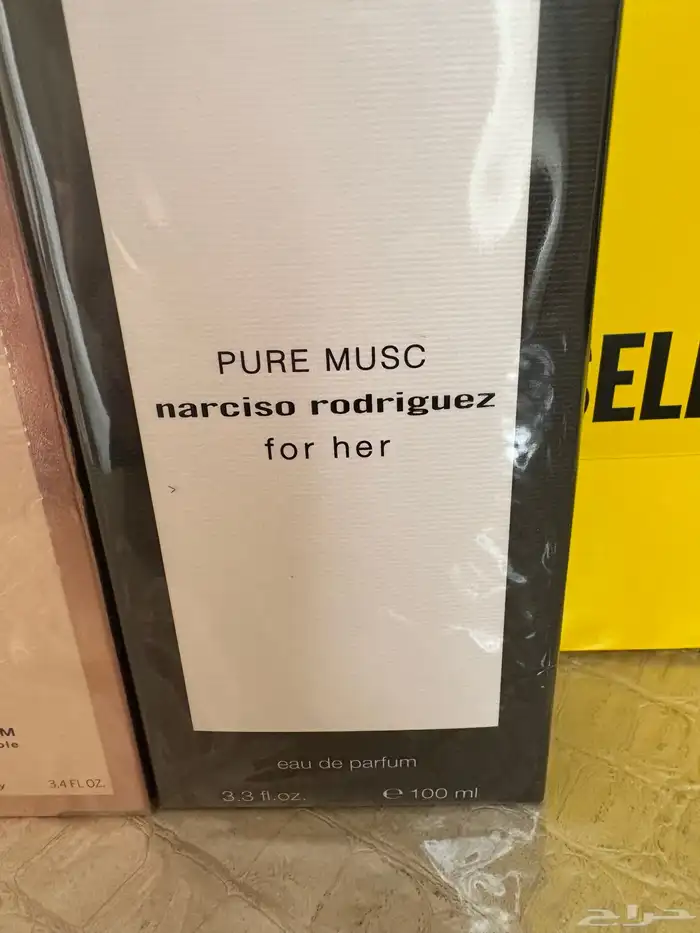 PURE MUSC
narciso rodriguez
for her
eau de parfum
3.3 fl.oz. e 100 ml
3.4 FL OZ.
حراج